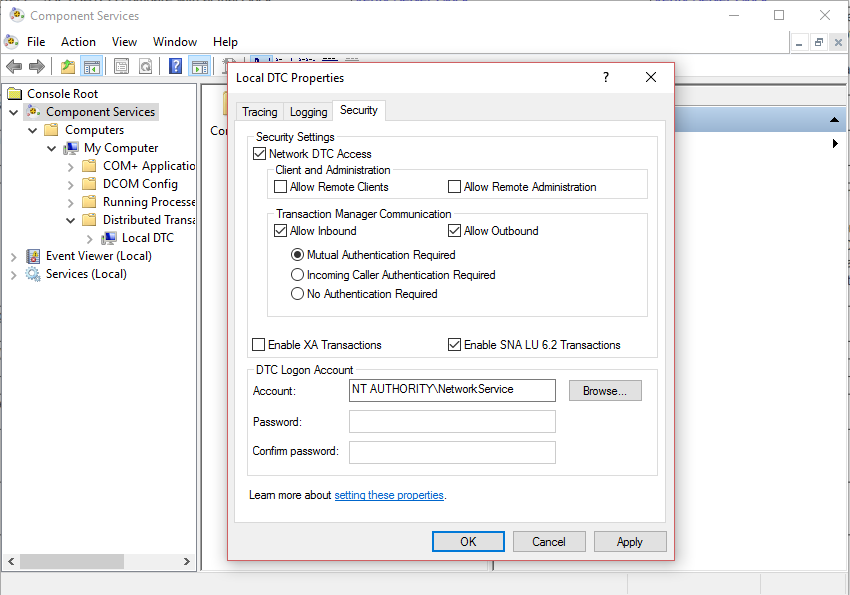 Component Services
File Action View Window Help
Console Root
Component Services
Computers
My Computer
COM+ Applicatio
DCOM Config
Running Processe
Distributed Transa
Local DTC
Event Viewer (Local)
Services (Local)
Local DTC Properties
Tracing Logging Security
Security Settings
Network DTC Access
Client and Administration
Allow Remote Clients Allow Remote Administration
Transaction Manager Communication
Allow Inbound Allow Outbound
Mutual Authentication Required
Incoming Caller Authentication Required
No Authentication Required
Enable XA Transactions Enable SNA LU 6.2 Transactions
DTC Logon Account
Account: NT AUTHORITY\NetworkService Browse...
Password:
Confirm password:
Learn more about setting these properties.
OK Cancel Apply